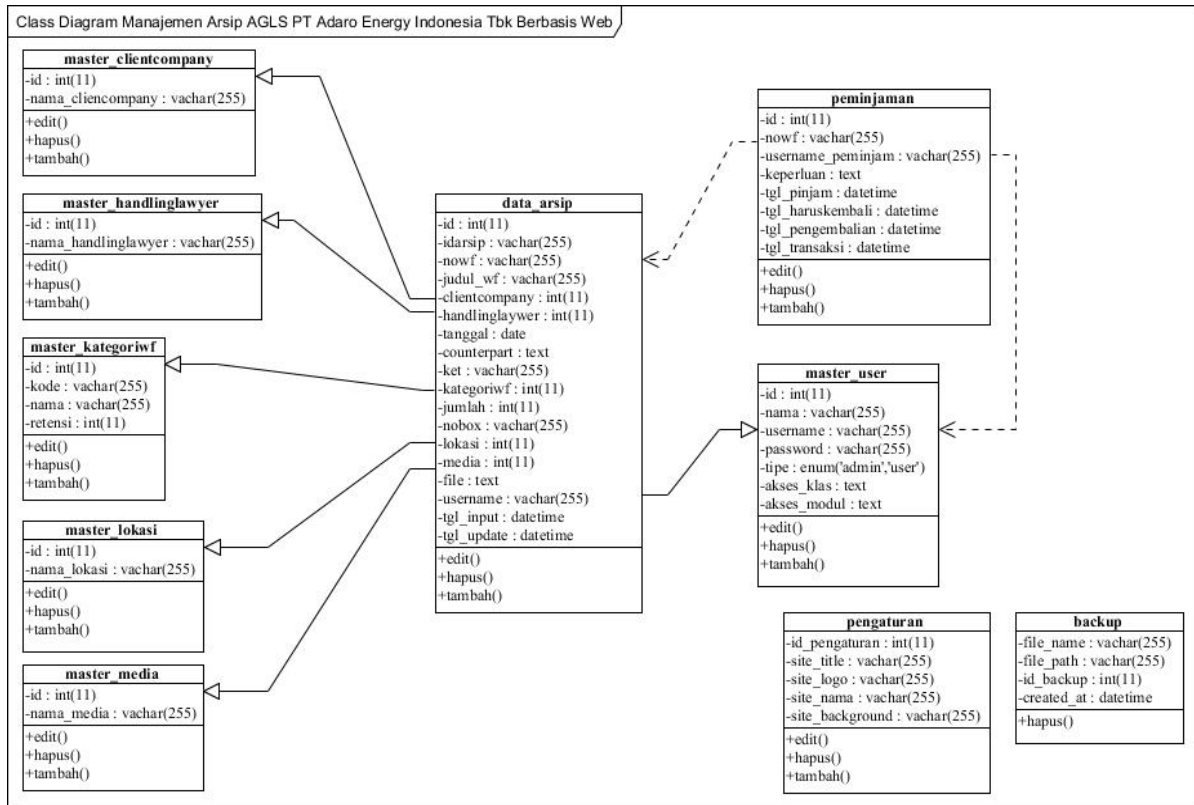 Class Diagram Manajemen Arsip AGLS PT Adaro Energy Indonesia Tbk Berbasis Web
master_clientcompany
-id : int(11)
-nama_cliencompany : vachar(255)
+edit()
+hapus()
+tambah()
master_handlinglawyer
-id : int(11)
-nama_handlinglawyer : vachar(255)
+edit()
+hapus()
+tambah()
master_kategoriwf
-id : int(11)
-kode : vachar(255)
-nama : vachar(255)
-retensi : int(11)
+edit()
+hapus()
+tambah()
master_lokasi
-id : int(11)
-nama_lokasi : vachar(255)
+edit()
+hapus()
+tambah()
master_media
-id : int(11)
-nama_media : vachar(255)
+edit()
+hapus()
+tambah()
data_arsip
-id : int(11)
-idarsip : vachar(255)
-nowf : vachar(255)
-judul_wf : vachar(255)
-clientcompany : int(11)
-handlinglaywer : int(11)
-tanggal : date
-counterpart : text
-ket : vachar(255)
-kategoriwf : int(11)
-jumlah : int(11)
-nobox : vachar(255)
-lokasi : int(11)
-media : int(11)
-file : text
-username : vachar(255)
-tgl_input : datetime
-tgl_update : datetime
+edit()
+hapus()
+tambah()
peminjaman
-id : int(11)
-nowf : vachar(255)
-username_peminjam : vachar(255)
-keperluan : text
-tgl_pinjam : datetime
-tgl_haruskembali : datetime
-tgl_pengembalian : datetime
-tgl_transaksi : datetime
+edit()
+hapus()
+tambah()
master_user
-id : int(11)
-nama : vachar(255)
-username : vachar(255)
-password : vachar(255)
-tipe : enum('admin','user')
-akses_klas : text
-akses_modul : text
+edit()
+hapus()
+tambah()
pengaturan
-id_pengaturan : int(11)
-site_title : vachar(255)
-site_logo : vachar(255)
-site_nama : vachar(255)
-site_background : vachar(255)
+edit()
+hapus()
+tambah()
backup
-file_name : vachar(255)
-file_path : vachar(255)
-id_backup : int(11)
-created_at : datetime
+hapus()